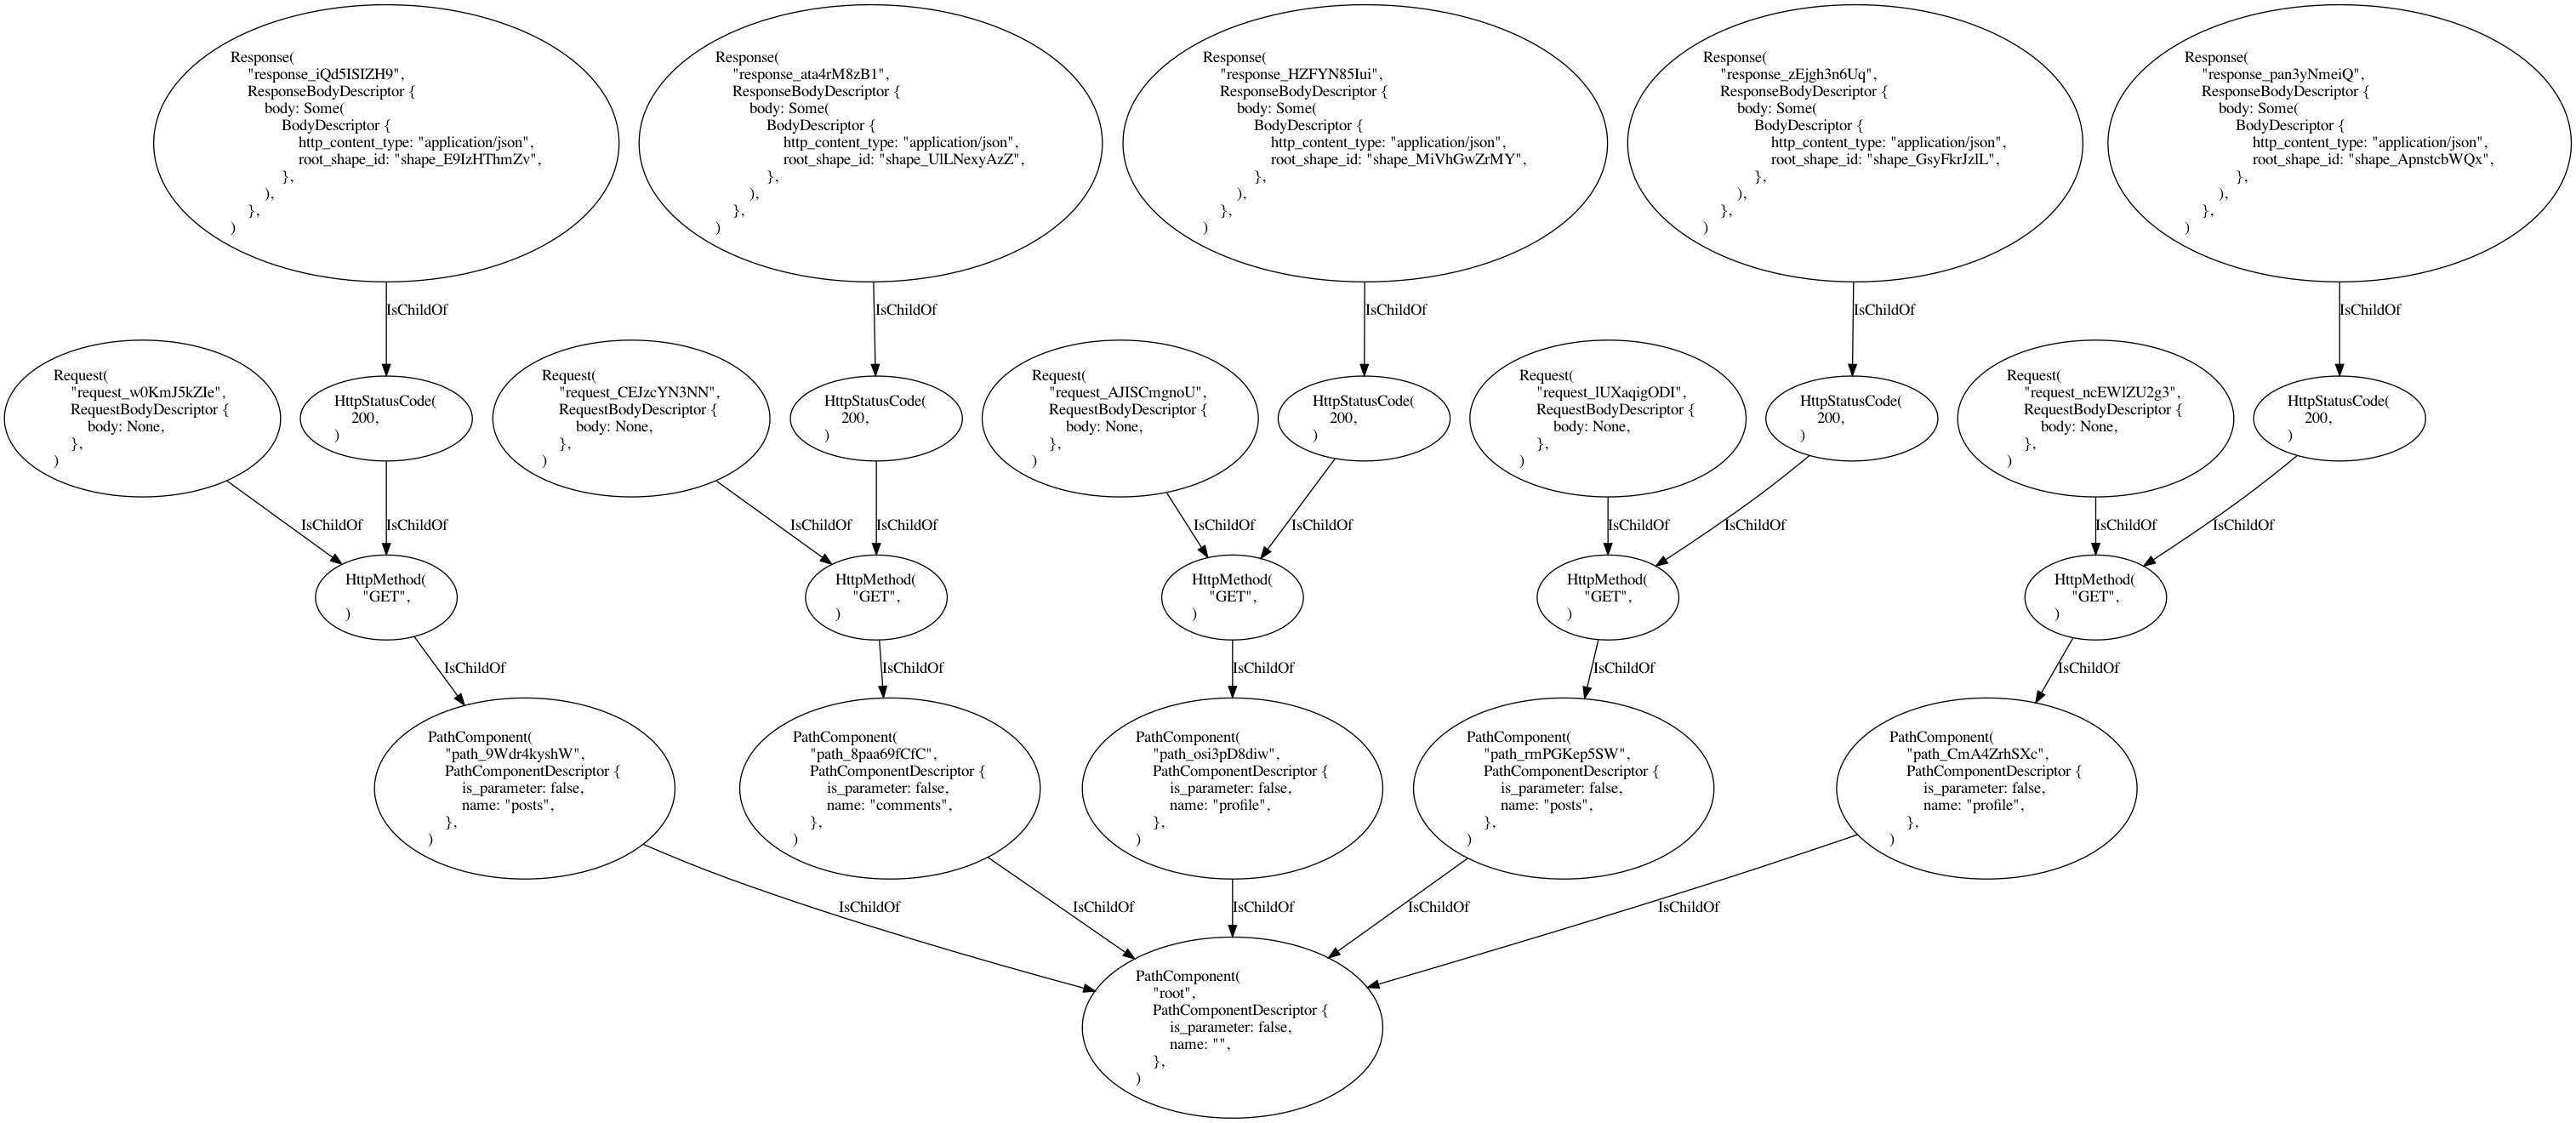 Response(
"response_iQd5ISIZH9",
ResponseBodyDescriptor {
body: Some(
BodyDescriptor {
http_content_type: "application/json",
root_shape_id: "shape_E9IzHThmZv",
},
),
},
)
Response(
"response_ata4rM8zB1",
ResponseBodyDescriptor {
body: Some(
BodyDescriptor {
http_content_type: "application/json",
root_shape_id: "shape_UlLNexyAzZ",
},
),
},
)
Response(
"response_HZFYN85Iui",
ResponseBodyDescriptor {
body: Some(
BodyDescriptor {
http_content_type: "application/json",
root_shape_id: "shape_MiVhGwZrMY",
},
),
},
)
Response(
"response_zEjgh3n6Uq",
ResponseBodyDescriptor {
body: Some(
BodyDescriptor {
http_content_type: "application/json",
root_shape_id: "shape_GsyFkrJzlL",
},
),
},
)
Response(
"response_pan3yNmeiQ",
ResponseBodyDescriptor {
body: Some(
BodyDescriptor {
http_content_type: "application/json",
root_shape_id: "shape_ApnstcbWQx",
},
),
},
)
IsChildOf
IsChildOf
IsChildOf
IsChildOf
IsChildOf
Request(
"request_w0KmJ5kZIe",
RequestBodyDescriptor {
body: None,
},
)
HttpStatusCode(
200,
)
Request(
"request_CEJzcYN3NN",
RequestBodyDescriptor {
body: None,
},
)
HttpStatusCode(
200,
)
Request(
"request_AJISCmgnoU",
RequestBodyDescriptor {
body: None,
},
)
HttpStatusCode(
200,
)
Request(
"request_lUXaqigODI",
RequestBodyDescriptor {
body: None,
},
)
HttpStatusCode(
200,
)
Request(
"request_ncEWlZU2g3",
RequestBodyDescriptor {
body: None,
},
)
HttpStatusCode(
200,
)
IsChildOf
IsChildOf
IsChildOf
IsChildOf
IsChildOf
IsChildOf
IsChildOf
IsChildOf
IsChildOf
IsChildOf
HttpMethod(
"GET",
)
HttpMethod(
"GET",
)
HttpMethod(
"GET",
)
HttpMethod(
"GET",
)
HttpMethod(
"GET",
)
IsChildOf
IsChildOf
IsChildOf
IsChildOf
IsChildOf
PathComponent(
"path_9Wdr4kyshW",
PathComponentDescriptor {
is_parameter: false,
name: "posts",
},
)
PathComponent(
"path_8paa69fCfC",
PathComponentDescriptor {
is_parameter: false,
name: "comments",
},
)
PathComponent(
"path_osi3pD8diw",
PathComponentDescriptor {
is_parameter: false,
name: "profile",
},
)
PathComponent(
"path_rmPGKep5SW",
PathComponentDescriptor {
is_parameter: false,
name: "posts",
},
)
PathComponent(
"path_CmA4ZrhSXc",
PathComponentDescriptor {
is_parameter: false,
name: "profile",
},
)
IsChildOf
IsChildOf
IsChildOf
IsChildOf
IsChildOf
PathComponent(
"root",
PathComponentDescriptor {
is_parameter: false,
name: "",
},
)